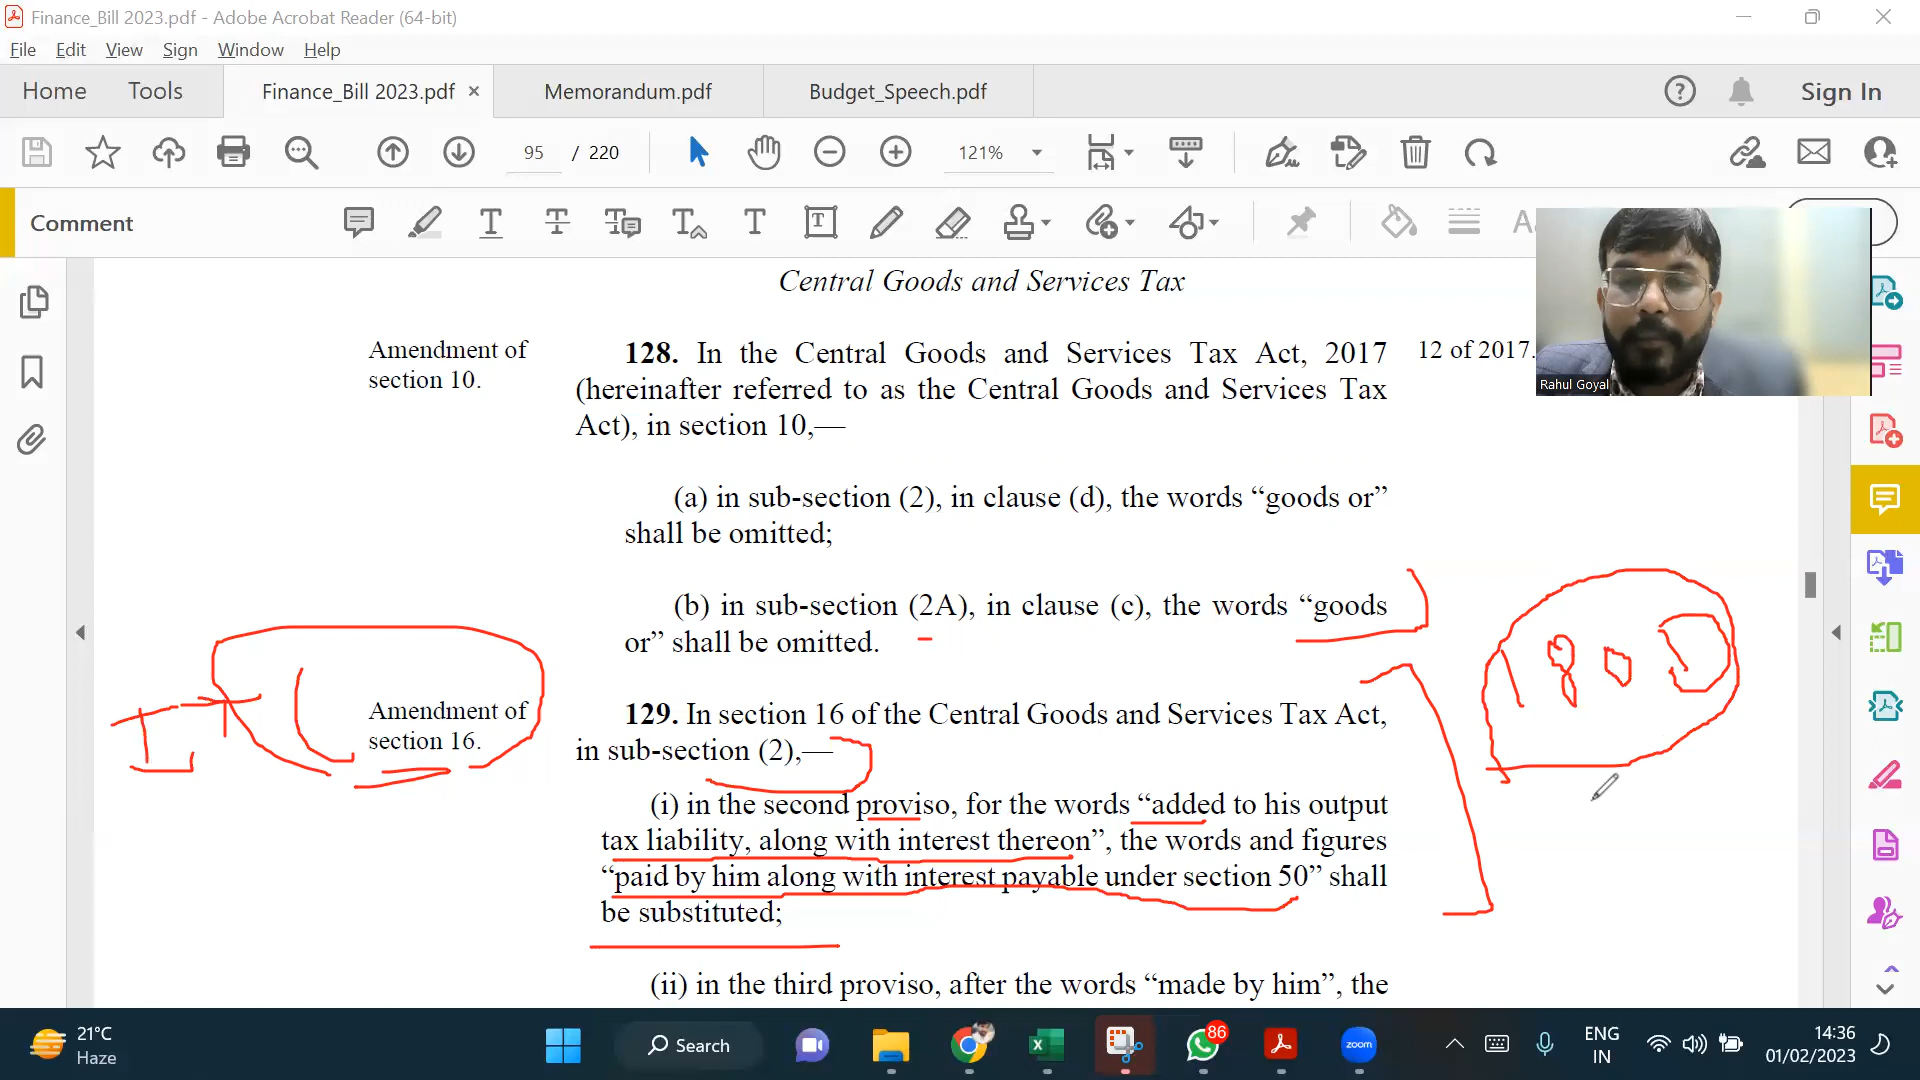 Finance_Bill 2023.pdf - Adobe Acrobat Reader (64-bit)
File Edit View Sign Window Help
Home Tools Finance_Bill 2023.pdf × Memorandum.pdf Budget_Speech.pdf Sign In
95 / 220 121%
Comment
Central Goods and Services Tax
Amendment of
section 10.
128. In the Central Goods and Services Tax Act, 2017
(hereinafter referred to as the Central Goods and Services Tax
Act), in section 10,—
12 of 2017.
Rahul Goyal
(a) in sub-section (2), in clause (d), the words “goods or”
shall be omitted;
(b) in sub-section (2A), in clause (c), the words “goods
or” shall be omitted.
Amendment of
section 16.
129. In section 16 of the Central Goods and Services Tax Act,
in sub-section (2),—
(i) in the second proviso, for the words “added to his output
tax liability, along with interest thereon”, the words and figures
“paid by him along with interest payable under section 50” shall
be substituted;
(ii) in the third proviso, after the words “made by him”, the
21°C
Haze
Search
86
zoom
ENG
IN
14:36
01/02/2023